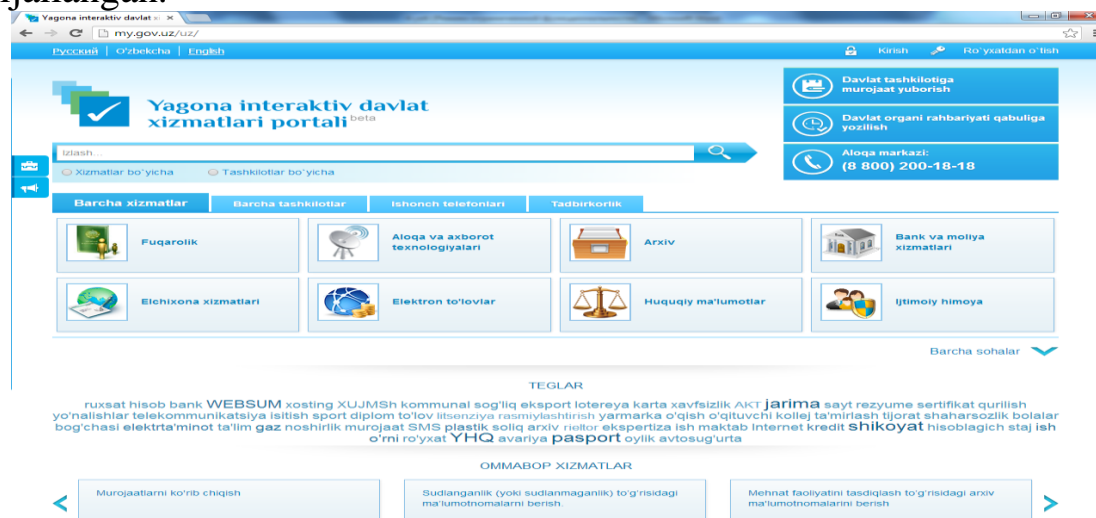 Yagona interaktiv davlat xi
my.gov.uz/uz/
Русский | O'zbekcha | English
Kirish Ro`yxatdan o`tish
Yagona interaktiv davlat
xizmatlari portali beta
Davlat tashkilotiga
murojaat yuborish
Davlat organi rahbariyati qabuliga
yozilish
Aloqa markazi:
(8 800) 200-18-18
Izlash...
Xizmatlar bo`yicha Tashkilotlar bo`yicha
Barcha xizmatlar Barcha tashkilotlar Ishonch telefonlari Tadbirkorlik
Fuqarolik
Aloqa va axborot
texnologiyalari
Arxiv
Bank va moliya
xizmatlari
Elchixona xizmatlari
Elektron to'lovlar
Huquqiy ma'lumotlar
Ijtimoiy himoya
Barcha sohalar
TEGLAR
ruxsat hisob bank WEBSUM xosting XUJMSh kommunal sog'liq eksport lotereya karta xavfsizlik AKT jarima sayt rezyume sertifikat qurilish
yo'nalishlar telekommunikatsiya isitish sport diplom to'lov litsenziya rasmiylashtirish yarmarka o'qish o'qituvchi kollej ta'mirlash tijorat shaharsozlik bolalar
bog'chasi elektrta'minot ta'lim gaz noshirlik murojaat SMS plastik soliq arxiv rieltor ekspertiza ish maktab Internet kredit shikoyat hisoblagich staj ish
o'rni ro'yxat YHQ avariya pasport oylik avtosug'urta
OMMABOP XIZMATLAR
Murojaatlarni ko'rib chiqish
Sudlanganlik (yoki sudlanmaganlik) to'g'risidagi
ma'lumotnomalarni berish.
Mehnat faoliyatini tasdiqlash to'g'risidagi arxiv
ma'lumotnomalarini berish